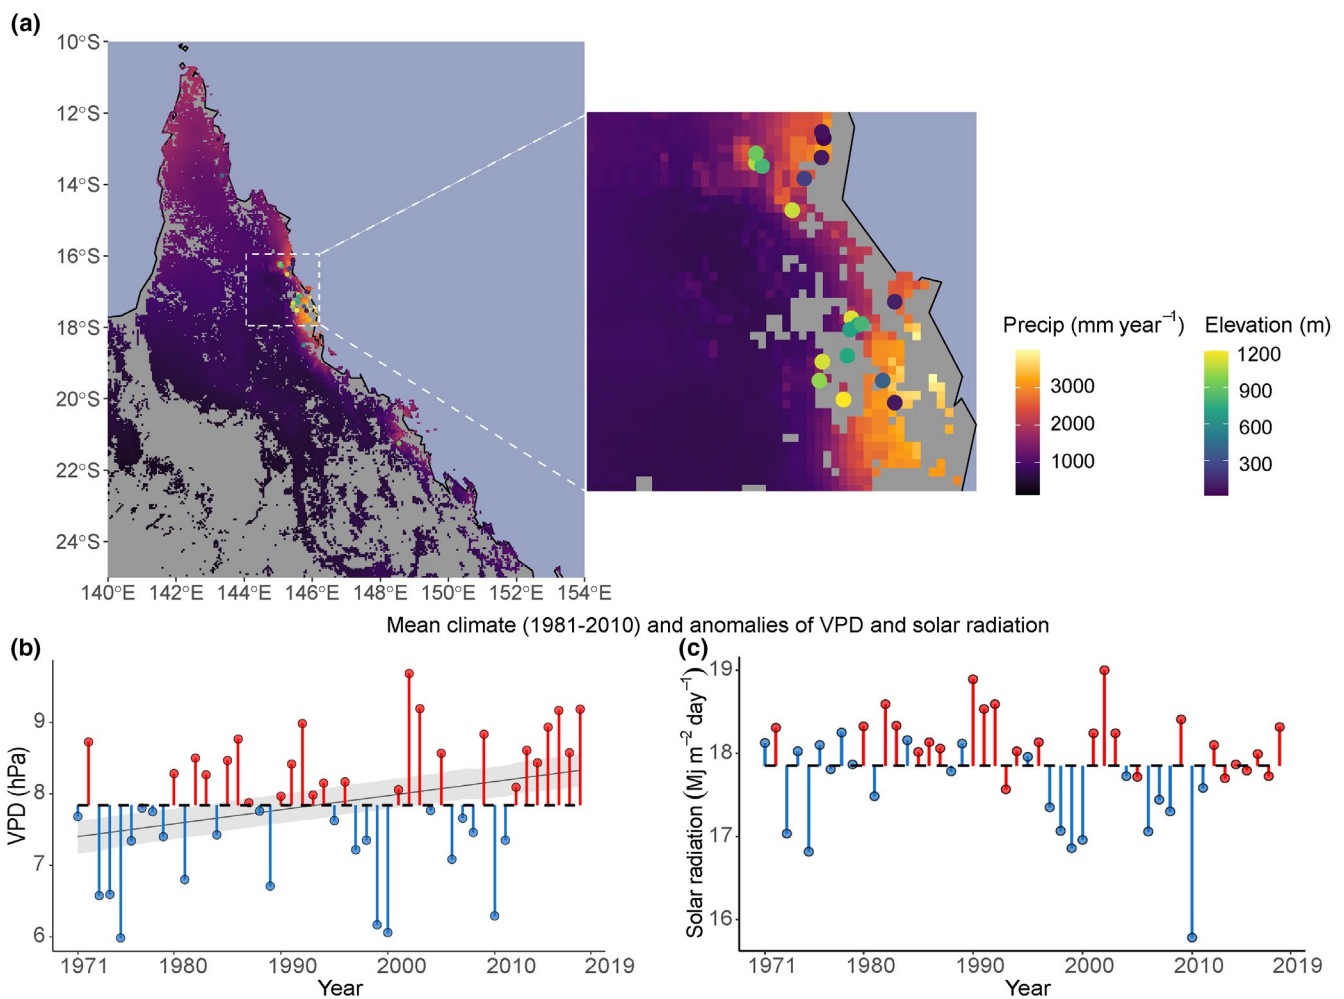 (a)
10°S
12°S
14°S
16°S
18°S
20°S
22°S
24°S
140°E 142°E 144°E 146°E 148°E 150°E 152°E 154°E
Precip (mm year⁻¹)
3000
2000
1000
Elevation (m)
1200
900
600
300
Mean climate (1981-2010) and anomalies of VPD and solar radiation
(b)
VPD (hPa)
9
8
7
6
1971 1980 1990 2000 2010 2019
Year
(c)
Solar radiation (Mj m⁻² day⁻¹)
19
18
17
16
1971 1980 1990 2000 2010 2019
Year